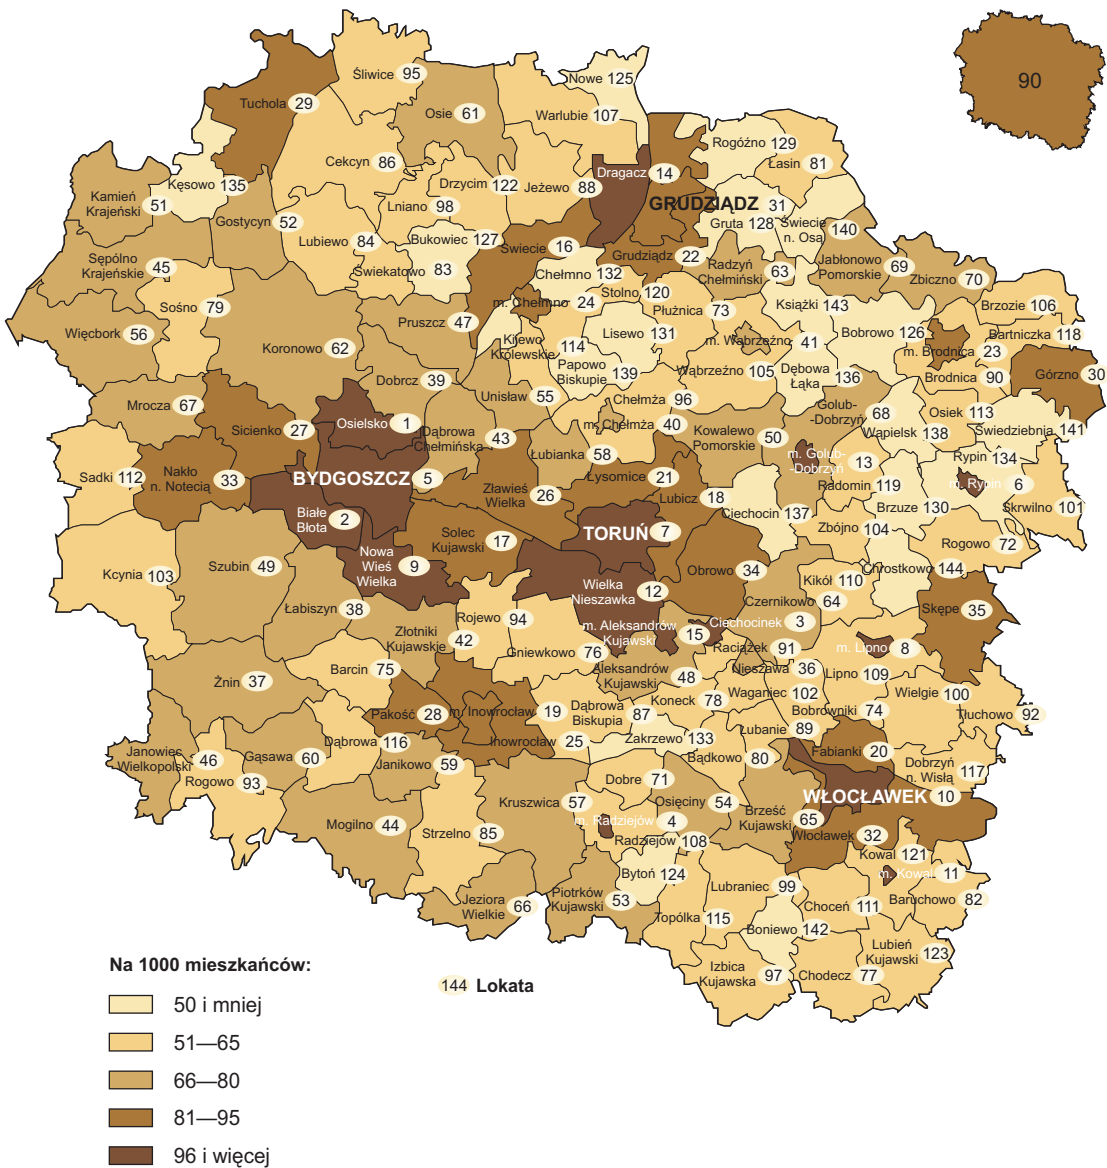 Śliwice 95
Nowe 125
90
Tuchola 29
Osie 61
Warlubie 107
Rogóźno 129
Cekcyn 86
Łasin 81
Dragacz 14
Kęsowo 135
Drzycim 122
Jeżewo 88
Kamień
Krajeński 51
Lniano 98
GRUDZIĄDZ 31
Gostycyn 52
Gruta 128
Świecie
n. Osą 140
Lubiewo 84
Bukowiec 127
Świecie 16
Sępólno
Krajeńskie 45
Świekatowo 83
Grudziądz 22
Radzyń
Chełmiński 63
Jabłonowo
Pomorskie 69
Zbiczno 70
Chełmno 132
Sośno 79
m. Chełmno 24
Stolno 120
Płużnica 73
Książki 143
Brzozie 106
Więcbork 56
Pruszcz 47
Lisewo 131
Bobrowo 126
Bartniczka 118
Koronowo 62
Kijewo
Królewskie 114
m. Wąbrzeźno 41
m. Brodnica 23
Papowo
Biskupie 139
Wąbrzeźno 105
Dębowa
Łąka 136
Brodnica 90
Górzno 30
Dobrcz 39
Unisław 55
Chełmża 96
Mrocza 67
Golub-
-Dobrzyń 68
Osiek 113
Sicienko 27
Osielsko 1
Dąbrowa
Chełmińska 43
m. Chełmża 40
Kowalewo
Pomorskie 50
Wąpielsk 138
Świedziebnia 141
Łubianka 58
m. Golub-
-Dobrzyń 13
Rypin 134
Sadki 112
Nakło
n. Notecią 33
BYDGOSZCZ 5
Łysomice 21
Radomin 119
m. Rypin 6
Zławieś
Wielka 26
Lubicz 18
Brzuze 130
Skrwilno 101
Białe
Błota 2
Ciechocin 137
Zbójno 104
Solec
Kujawski 17
TORUŃ 7
Rogowo 72
Nowa
Wieś
Wielka 9
Szubin 49
Obrowo 34
Chrostkowo 144
Kcynia 103
Wielka
Nieszawka 12
Kikół 110
Czernikowo 64
Skępe 35
Łabiszyn 38
Rojewo 94
Ciechocinek 3
m. Aleksandrów
Kujawski 15
Złotniki
Kujawskie 42
Gniewkowo 76
Raciążek 91
m. Lipno 8
Barcin 75
Aleksandrów
Kujawski 48
Nieszawa 36
Lipno 109
Żnin 37
Waganiec 102
Wielgie 100
Koneck 78
Bobrowniki 74
Tłuchowo 92
Pakość 28
m. Inowrocław 19
Dąbrowa
Biskupia 87
Lubanie 89
Inowrocław 25
Zakrzewo 133
Dąbrowa 116
Fabianki 20
Janowiec
Wielkopolski 46
Gąsawa 60
Janikowo 59
Bądkowo 80
Dobrzyń
n. Wisłą 117
Rogowo 93
Dobre 71
WŁOCŁAWEK 10
Kruszwica 57
Osięciny 54
Brześć
Kujawski 65
Mogilno 44
Strzelno 85
m. Radziejów 4
Włocławek 32
Radziejów 108
Kowal 121
Bytoń 124
m. Kowal 11
Lubraniec 99
Jeziora
Wielkie 66
Piotrków
Kujawski 53
Choceń 111
Baruchowo 82
Topólka 115
Boniewo 142
Lubień
Kujawski 123
Izbica
Kujawska 97
Chodecz 77
Na 1000 mieszkańców:
144 Lokata
50 i mniej
51—65
66—80
81—95
96 i więcej